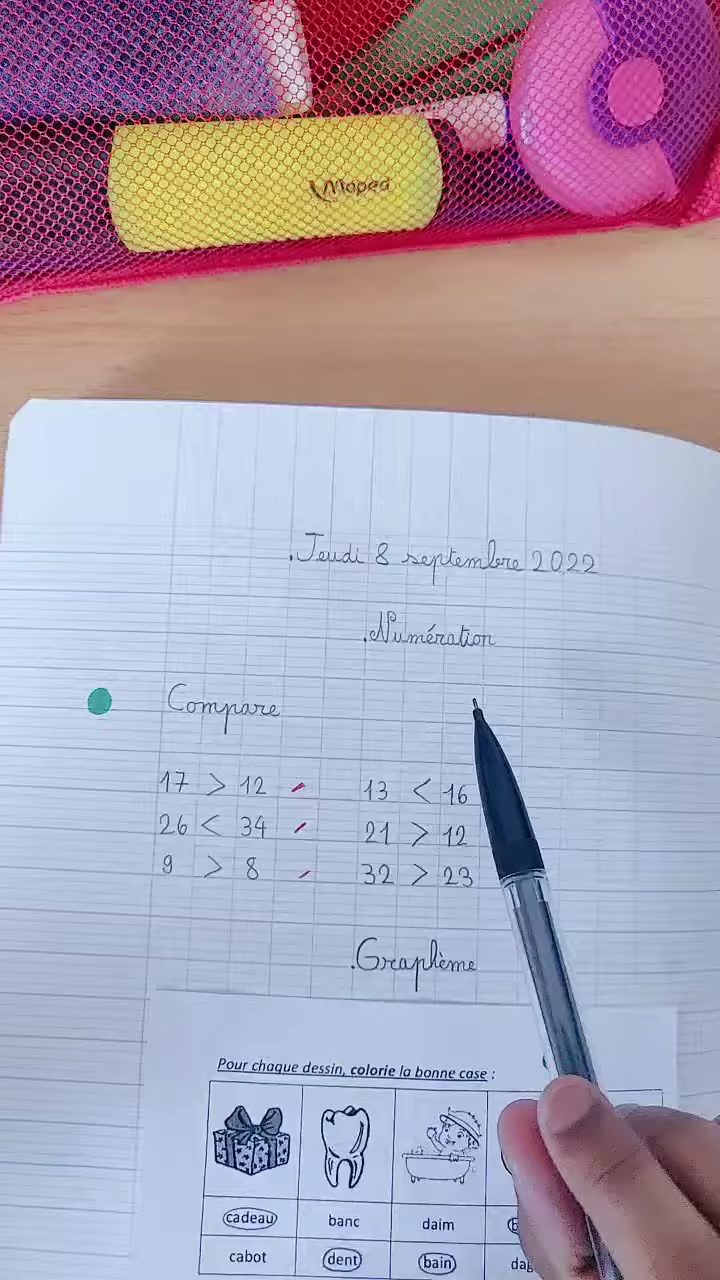 Maped
.Jeudi 8 septembre 2022
.Numération
Compare
17 > 12 13 < 16
26 < 34 21 > 12
9 > 8 32 > 23
.Graphème
Pour chaque dessin, colorie la bonne case :
cadeau banc daim
cabot dent bain